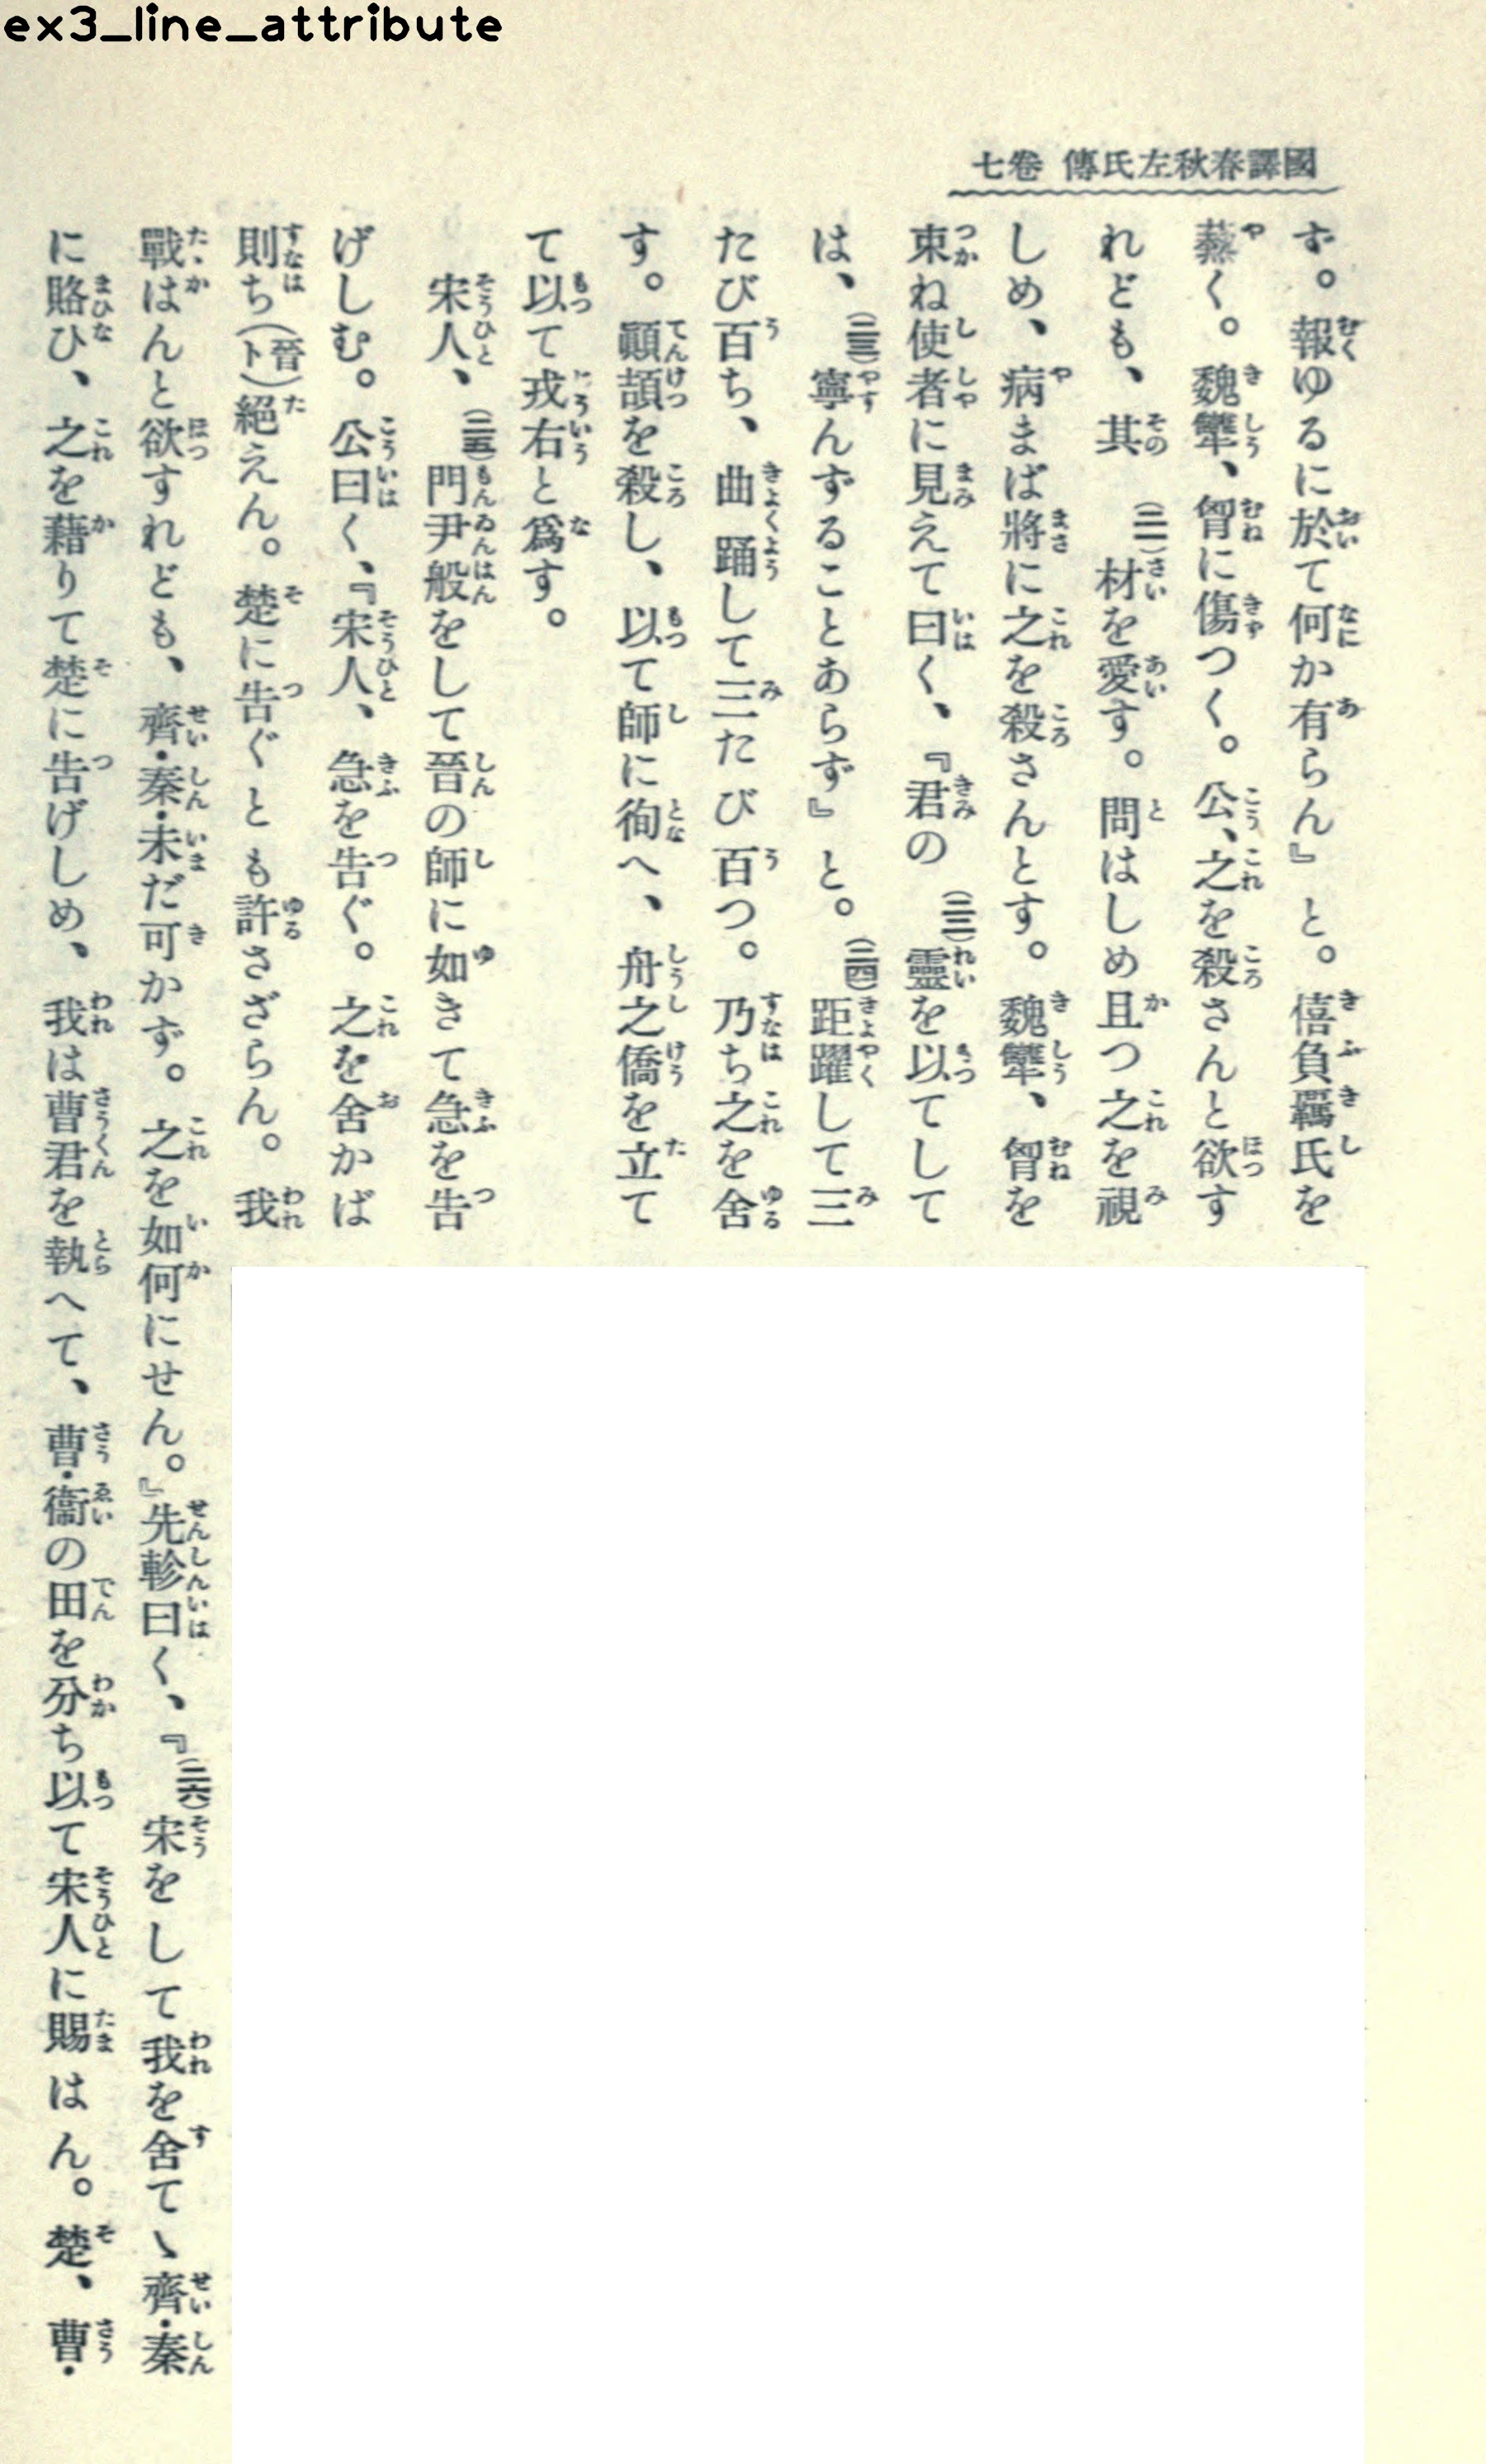 ex3_line_attribute
國譯春秋左氏傳 卷七
ず。報ゆるに於て何か有らん』と。僖負羈氏を
爇く。魏犨、胷に傷つく。公、之を殺さんと欲す
れども、其(二一)材を愛す。問はしめ且つ之を視
しめ、病まば將に之を殺さんとす。魏犨、胷を
束ね使者に見えて曰く、『君の(二二)靈を以てして
は、(二三)寧んずることあらず』と。(二四)距躍して三
たび百ち、曲踊して三たび百つ。乃ち之を舍
す。顚頡を殺し、以て師に徇へ、舟之僑を立て
て以て戎右と爲す。
宋人、(二五)門尹般をして晉の師に如きて急を告
げしむ。公曰く、『宋人、急を告ぐ。之を舍かば
則ち(晉ト)絕えん。楚に告ぐとも許さざらん。我
戰はんと欲すれども、齊・秦・未だ可かず。之を如何にせん。』先軫曰く、『(二六)宋をして我を舍てヽ齊・秦
に賂ひ、之を藉りて楚に告げしめ、我は曹君を執へて、曹・衞の田を分ち以て宋人に賜はん。楚、曹・